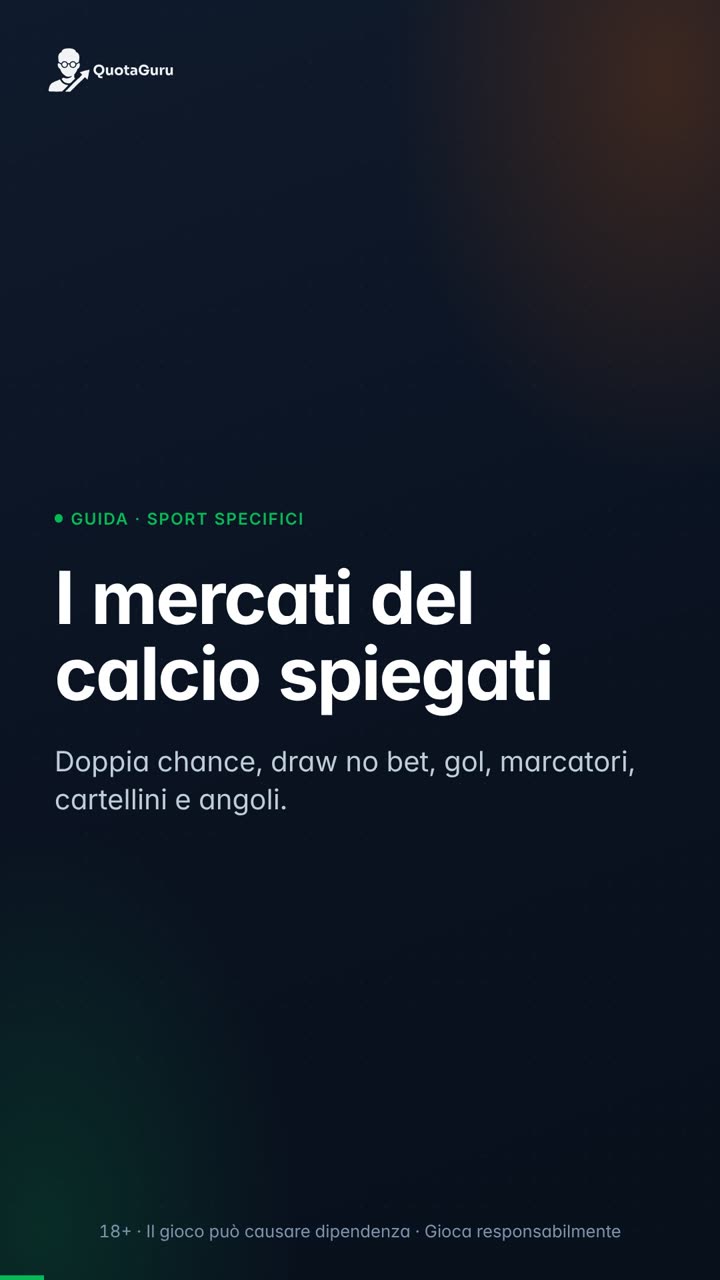 QuotaGuru
GUIDA · SPORT SPECIFICI
I mercati del
calcio spiegati
Doppia chance, draw no bet, gol, marcatori,
cartellini e angoli.
18+ · Il gioco può causare dipendenza · Gioca responsabilmente